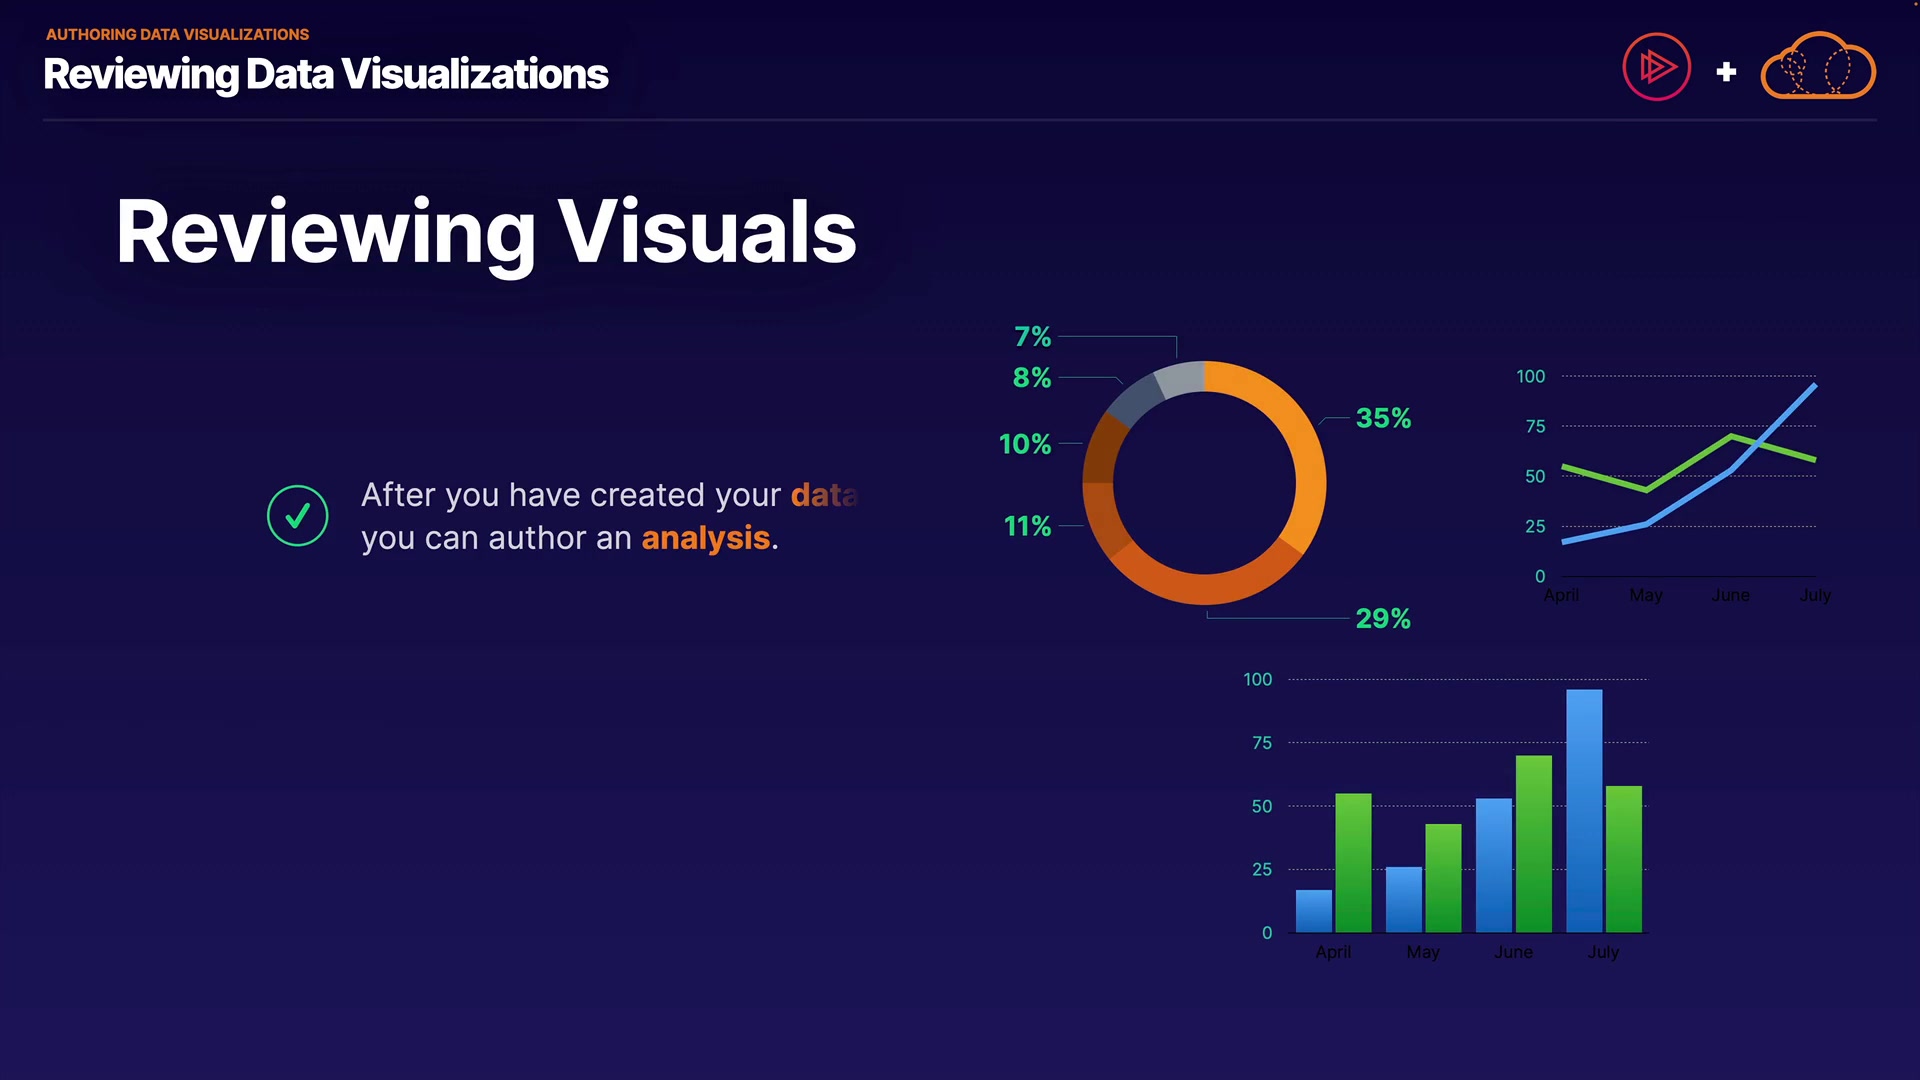 AUTHORING DATA VISUALIZATIONS
Reviewing Data Visualizations
+
Reviewing Visuals
After you have created your data
you can author an analysis.
7%
8%
10%
11%
35%
29%
100
75
50
25
0
April May June July
100
75
50
25
0
April May June July